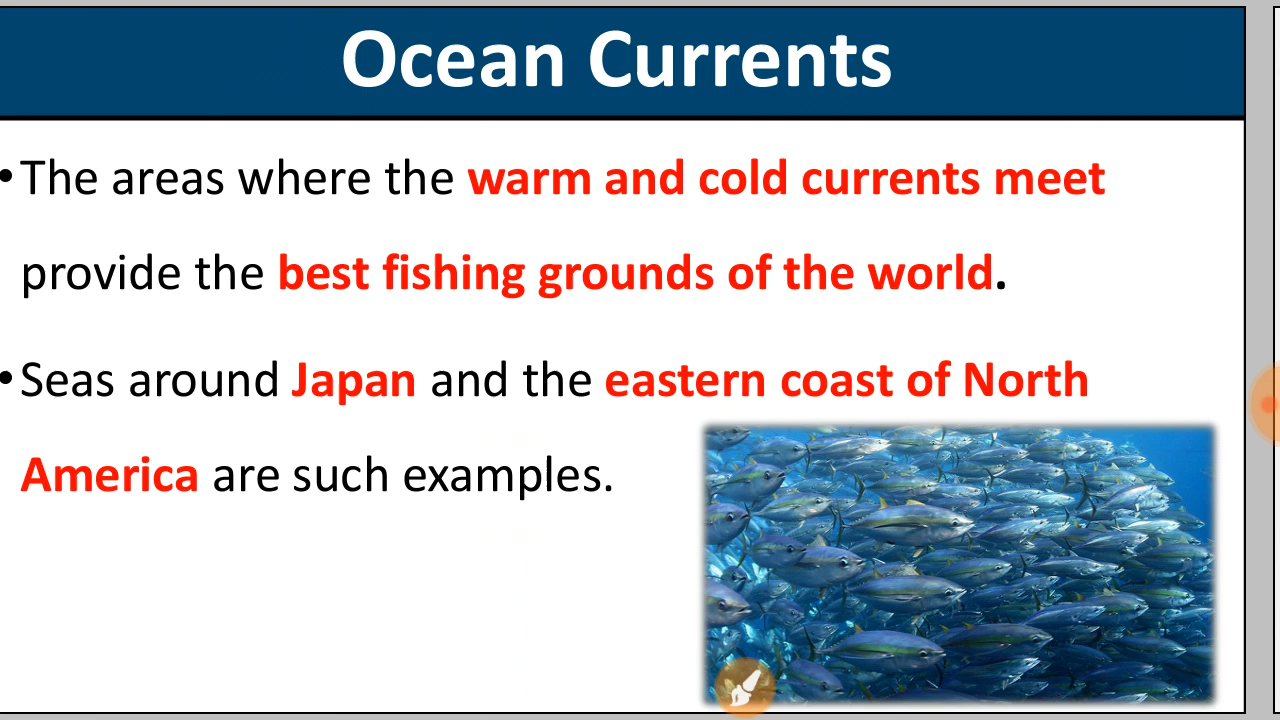 Ocean Currents
•The areas where the warm and cold currents meet
provide the best fishing grounds of the world.
•Seas around Japan and the eastern coast of North
America are such examples.